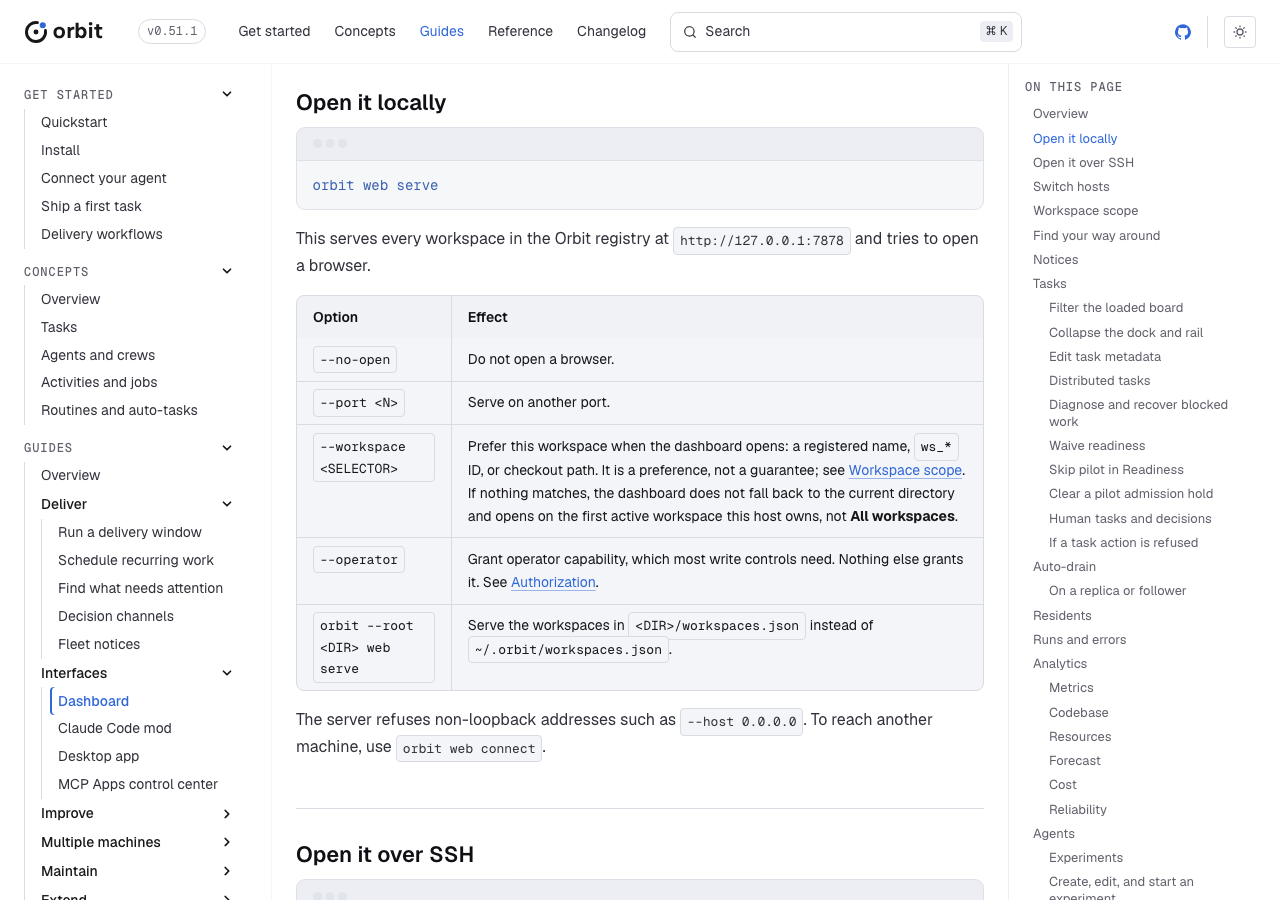 orbit
v0.51.1
Get started
Concepts
Guides
Reference
Changelog
Search
⌘ K
GET STARTED
Quickstart
Install
Connect your agent
Ship a first task
Delivery workflows
CONCEPTS
Overview
Tasks
Agents and crews
Activities and jobs
Routines and auto-tasks
GUIDES
Overview
Deliver
Run a delivery window
Schedule recurring work
Find what needs attention
Decision channels
Fleet notices
Interfaces
Dashboard
Claude Code mod
Desktop app
MCP Apps control center
Improve
Multiple machines
Maintain
Extend
Open it locally
orbit web serve
This serves every workspace in the Orbit registry at http://127.0.0.1:7878 and tries to open
a browser.
Option
Effect
--no-open
Do not open a browser.
--port <N>
Serve on another port.
--workspace
<SELECTOR>
Prefer this workspace when the dashboard opens: a registered name, ws_*
ID, or checkout path. It is a preference, not a guarantee; see Workspace scope.
If nothing matches, the dashboard does not fall back to the current directory
and opens on the first active workspace this host owns, not All workspaces.
--operator
Grant operator capability, which most write controls need. Nothing else grants
it. See Authorization.
orbit --root
<DIR> web
serve
Serve the workspaces in <DIR>/workspaces.json instead of
~/.orbit/workspaces.json.
The server refuses non-loopback addresses such as --host 0.0.0.0. To reach another
machine, use orbit web connect.
Open it over SSH
ON THIS PAGE
Overview
Open it locally
Open it over SSH
Switch hosts
Workspace scope
Find your way around
Notices
Tasks
Filter the loaded board
Collapse the dock and rail
Edit task metadata
Distributed tasks
Diagnose and recover blocked
work
Waive readiness
Skip pilot in Readiness
Clear a pilot admission hold
Human tasks and decisions
If a task action is refused
Auto-drain
On a replica or follower
Residents
Runs and errors
Analytics
Metrics
Codebase
Resources
Forecast
Cost
Reliability
Agents
Experiments
Create, edit, and start an
experiment